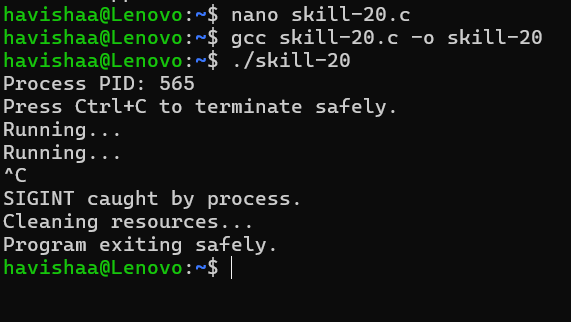 havishaa@Lenovo:~$ nano skill-20.c
havishaa@Lenovo:~$ gcc skill-20.c -o skill-20
havishaa@Lenovo:~$ ./skill-20
Process PID: 565
Press Ctrl+C to terminate safely.
Running...
Running...
^C
SIGINT caught by process.
Cleaning resources...
Program exiting safely.
havishaa@Lenovo:~$